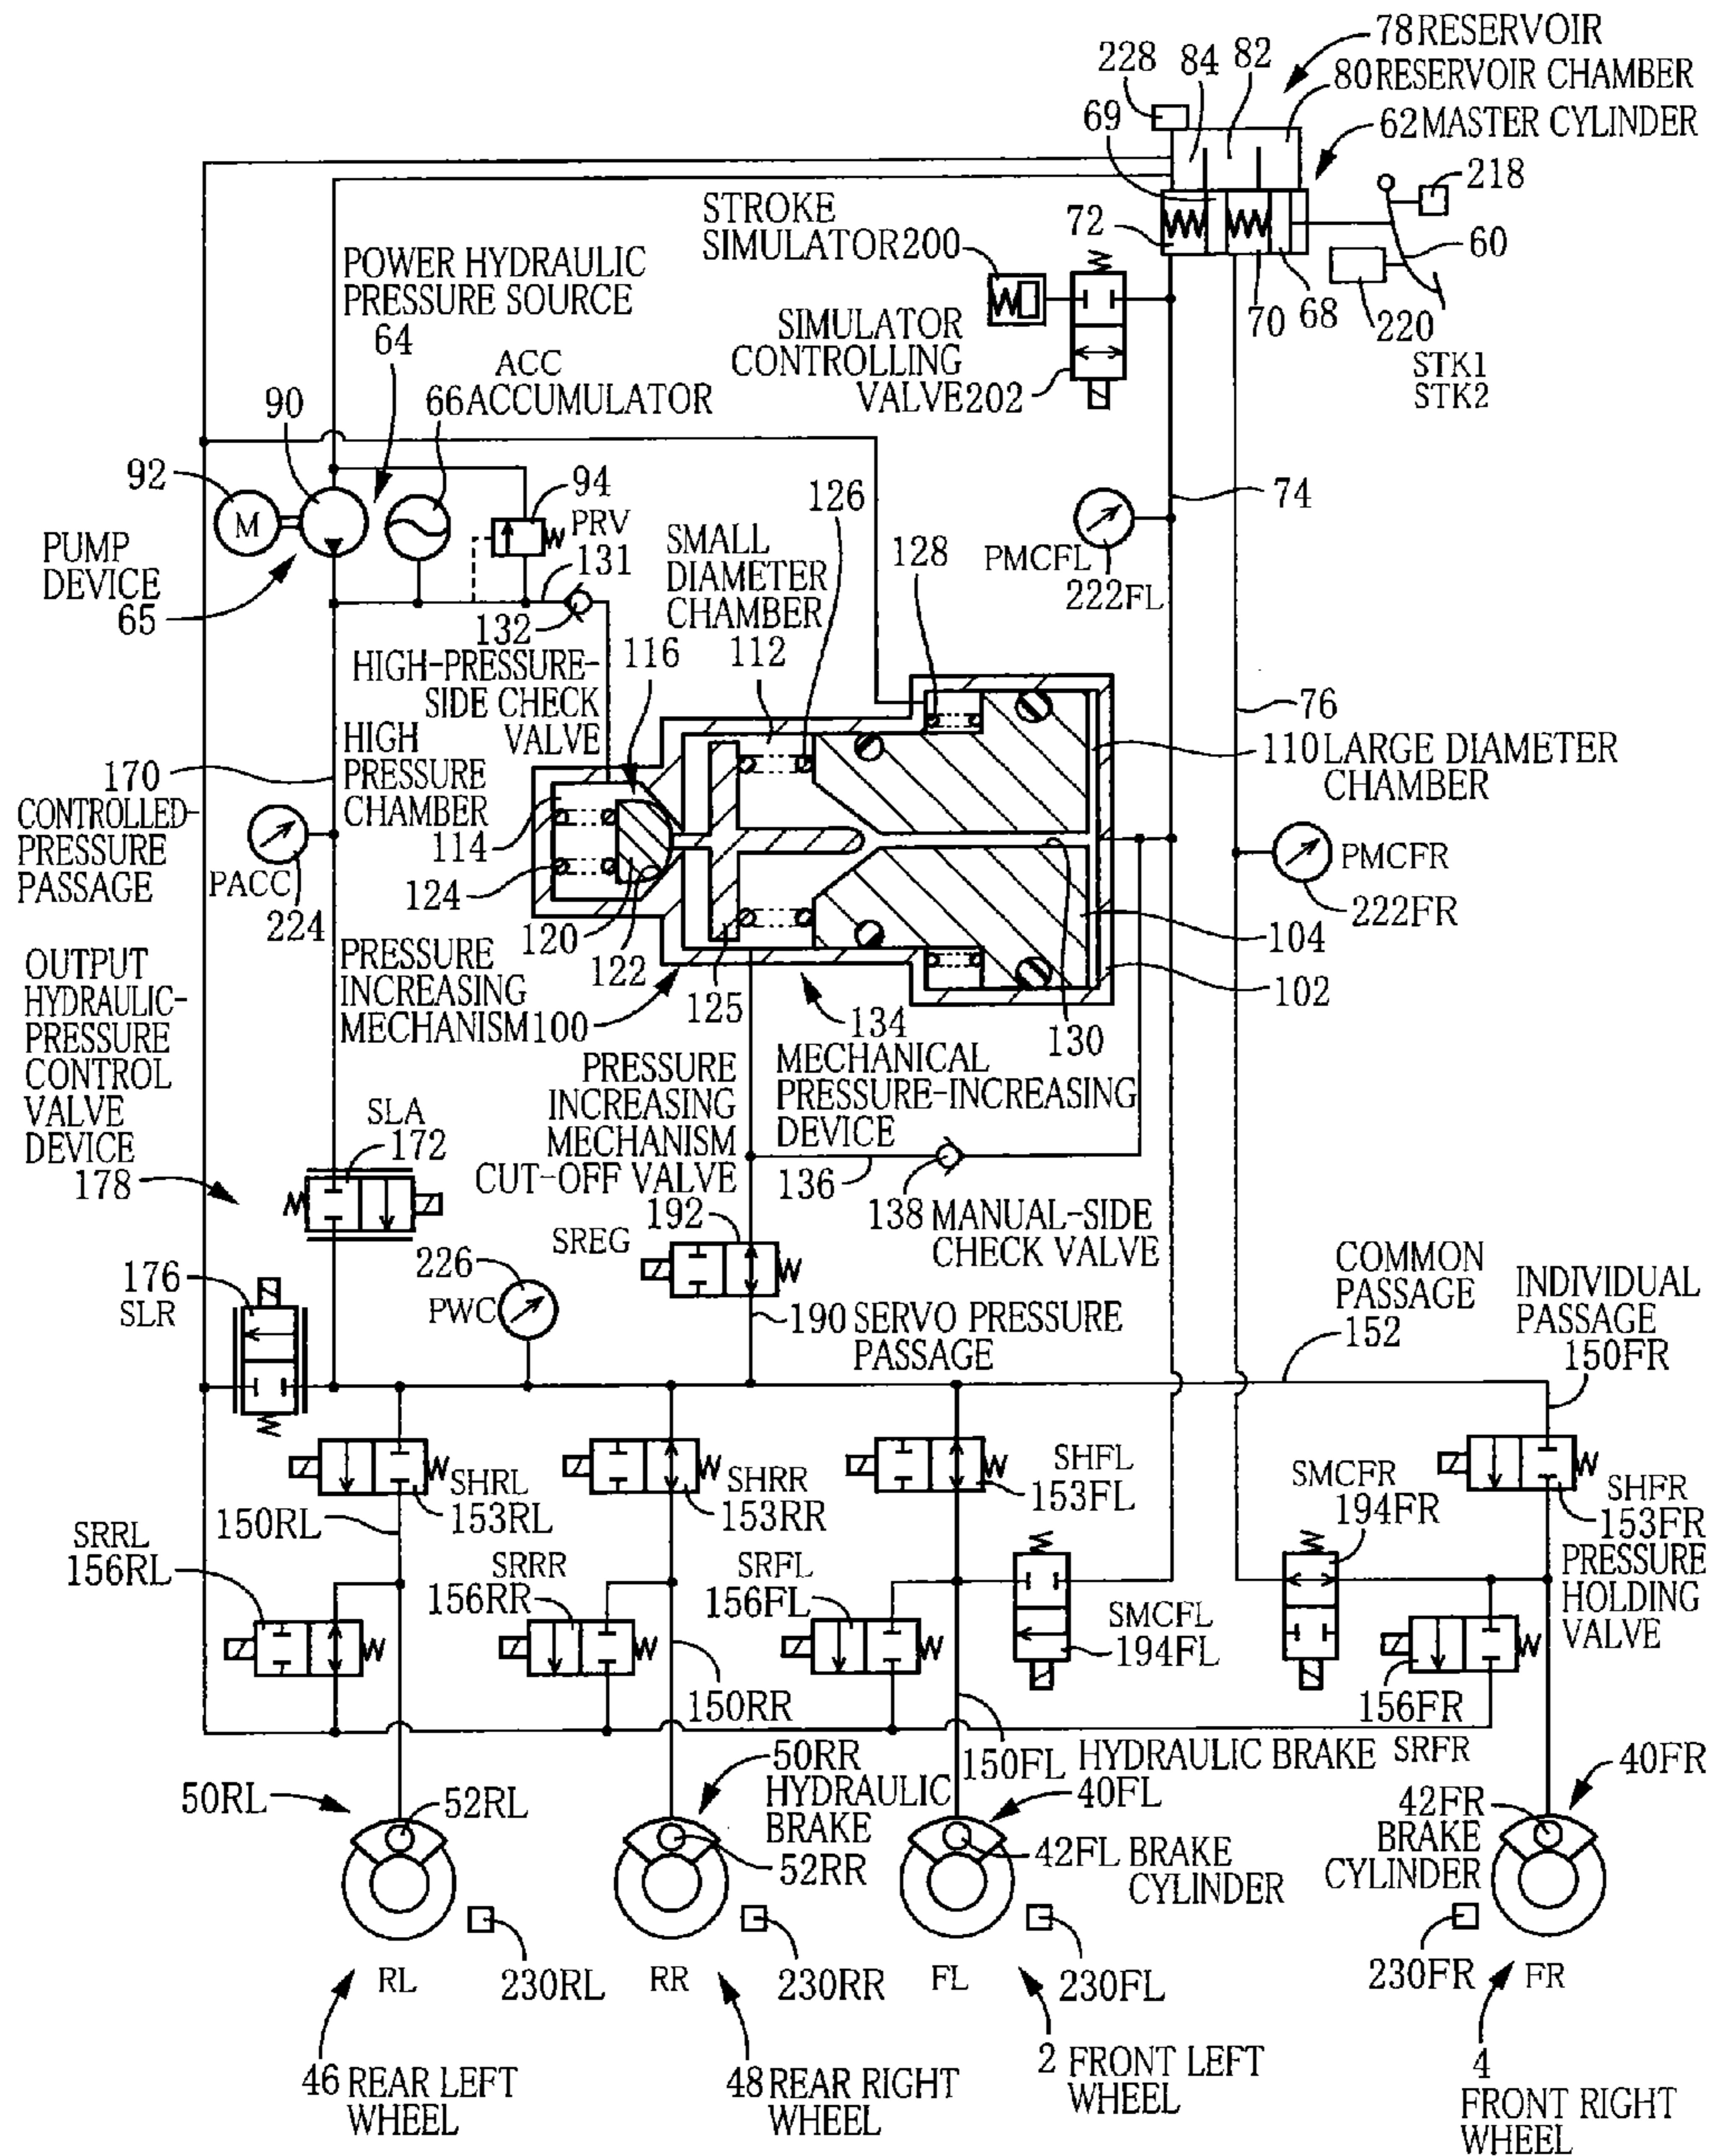 78 RESERVOIR
80 RESERVOIR CHAMBER
62 MASTER CYLINDER
228
84
82
69
218
72
60
STROKE
SIMULATOR 200
70
68
220
STK1
STK2
POWER HYDRAULIC
PRESSURE SOURCE
64
SIMULATOR
CONTROLLING
VALVE 202
ACC
66 ACCUMULATOR
90
92
M
94
PRV
131
126
74
PUMP
DEVICE
65
SMALL
DIAMETER
CHAMBER
112
128
PMCFL
222FL
132
HIGH-PRESSURE-
SIDE CHECK
VALVE
116
76
170
CONTROLLED-
PRESSURE
PASSAGE
HIGH
PRESSURE
CHAMBER
114
124
110 LARGE DIAMETER
CHAMBER
PACC
224
PMCFR
222FR
120
122
125
104
102
130
OUTPUT
HYDRAULIC-
PRESSURE
CONTROL
VALVE
DEVICE
178
PRESSURE
INCREASING
MECHANISM 100
134
MECHANICAL
PRESSURE-INCREASING
DEVICE
PRESSURE
INCREASING
MECHANISM
CUT-OFF VALVE
192
SLA
172
136
138 MANUAL-SIDE
CHECK VALVE
SREG
176
SLR
226
PWC
190 SERVO PRESSURE
PASSAGE
COMMON
PASSAGE
152
INDIVIDUAL
PASSAGE
150FR
SHRL
153RL
SHRR
153RR
SHFL
153FL
SMCFR
194FR
SHFR
153FR
PRESSURE
HOLDING
VALVE
150RL
SRRL
156RL
SRRR
156RR
SRFL
156FL
SMCFL
194FL
156FR
SRFR
150RR
150FL
HYDRAULIC BRAKE
40FL
50RL
52RL
50RR
HYDRAULIC
BRAKE
52RR
42FL BRAKE
CYLINDER
42FR
BRAKE
CYLINDER
40FR
230RL
230RR
230FL
230FR
RL
RR
FL
FR
46 REAR LEFT
WHEEL
48 REAR RIGHT
WHEEL
2 FRONT LEFT
WHEEL
4
FRONT RIGHT
WHEEL